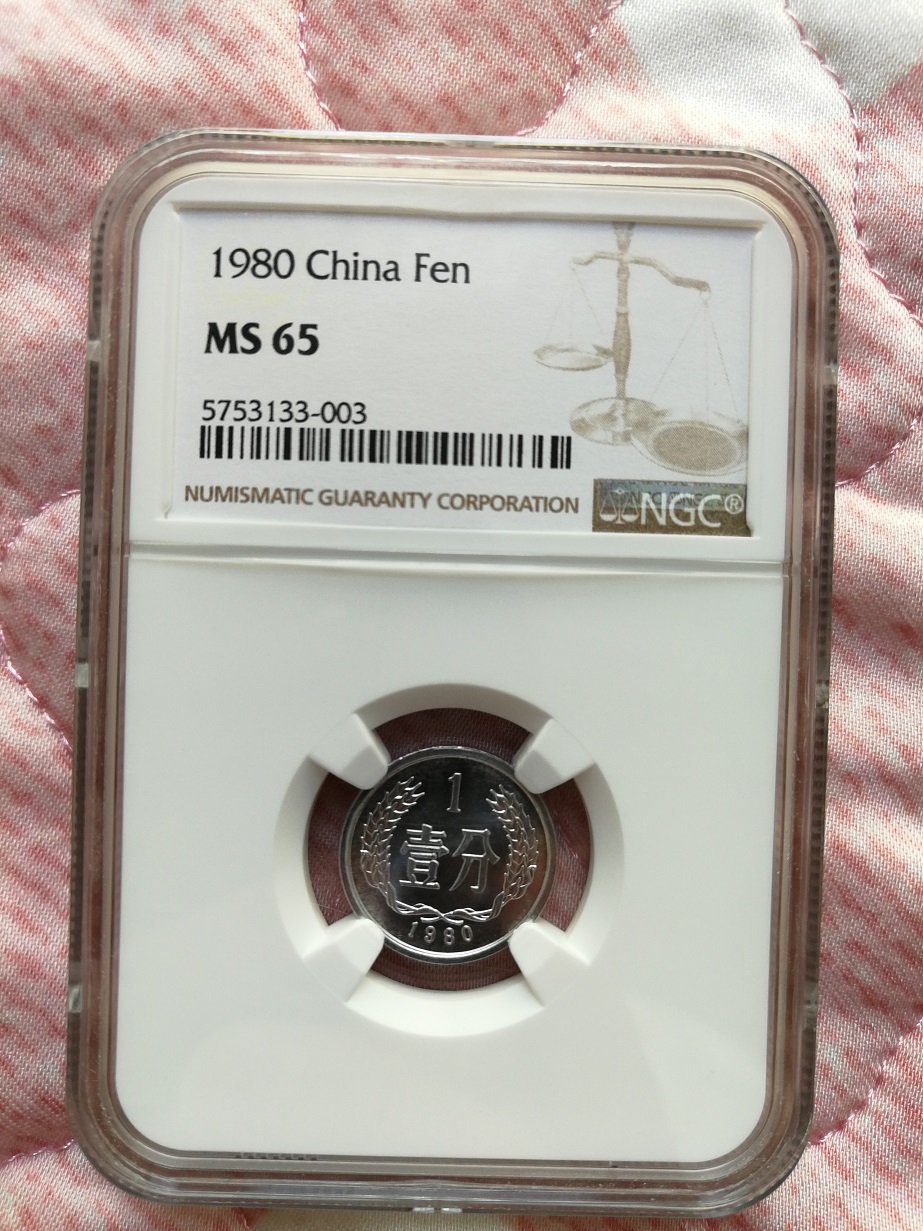 1980 China Fen
MS 65
5753133-003
NUMISMATIC GUARANTY CORPORATION
NGC®
1
壹分
1980